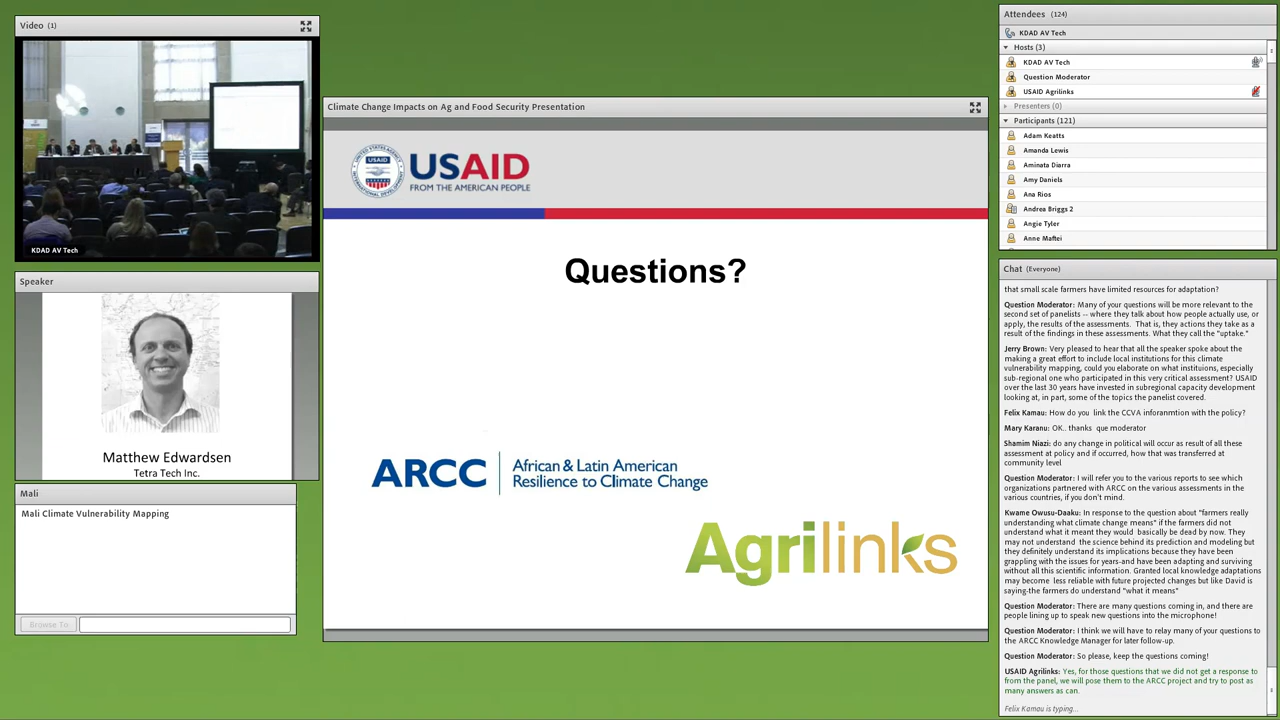 Video (1)
KDAD AV Tech
Speaker
Matthew Edwardsen
Tetra Tech Inc.
Mali
Mali Climate Vulnerability Mapping
Browse To
Climate Change Impacts on Ag and Food Security Presentation
USAID
USAID
FROM THE AMERICAN PEOPLE
Questions?
ARCC
African & Latin American
Resilience to Climate Change
Agrilinks
Attendees (124)
KDAD AV Tech
Hosts (3)
KDAD AV Tech
Question Moderator
USAID Agrilinks
Presenters (0)
Participants (121)
Adam Keatts
Amanda Lewis
Aminata Diarra
Amy Daniels
Ana Rios
Andrea Briggs 2
Angie Tyler
Anne Maftei
Chat (Everyone)
that small scale farmers have limited resources for adaptation?
Question Moderator: Many of your questions will be more relevant to the
second set of panelists -- where they talk about how people actually use, or
apply, the results of the assessments. That is, they actions they take as a
result of the findings in these assessments. What they call the "uptake."
Jerry Brown: Very pleased to hear that all the speaker spoke about the
making a great effort to include local institutions for this climate
vulnerability mapping, could you elaborate on what instituions, especially
sub-regional one who participated in this very critical assessment? USAID
over the last 30 years have invested in subregional capacity development
looking at, in part, some of the topics the panelist covered.
Felix Kamau: How do you link the CCVA inforanmtion with the policy?
Mary Karanu: OK.. thanks que moderator
Shamim Niazi: do any change in political will occur as result of all these
assessment at policy and if occurred, how that was transferred at
community level
Question Moderator: I will refer you to the various reports to see which
organizations partnered with ARCC on the various assessments in the
various countries, if you don't mind.
Kwame Owusu-Daaku: In response to the question about "farmers really
understanding what climate change means" if the farmers did not
understand what it meant they would basically be dead by now. They
may not understand the science behind its prediction and modeling but
they definitely understand its implications because they have been
grappling with the issues for years-and have been adapting and surviving
without all this scientific information. Granted local knowledge adaptations
may become less reliable with future projected changes but like David is
saying-the farmers do understand "what it means"
Question Moderator: There are many questions coming in, and there are
people lining up to speak new questions into the microphone!
Question Moderator: I think we will have to relay many of your questions to
the ARCC Knowledge Manager for later follow-up.
Question Moderator: So please, keep the questions coming!
USAID Agrilinks: Yes, for those questions that we did not get a response to
from the panel, we will pose them to the ARCC project and try to post as
many answers as can.
Felix Kamau is typing...